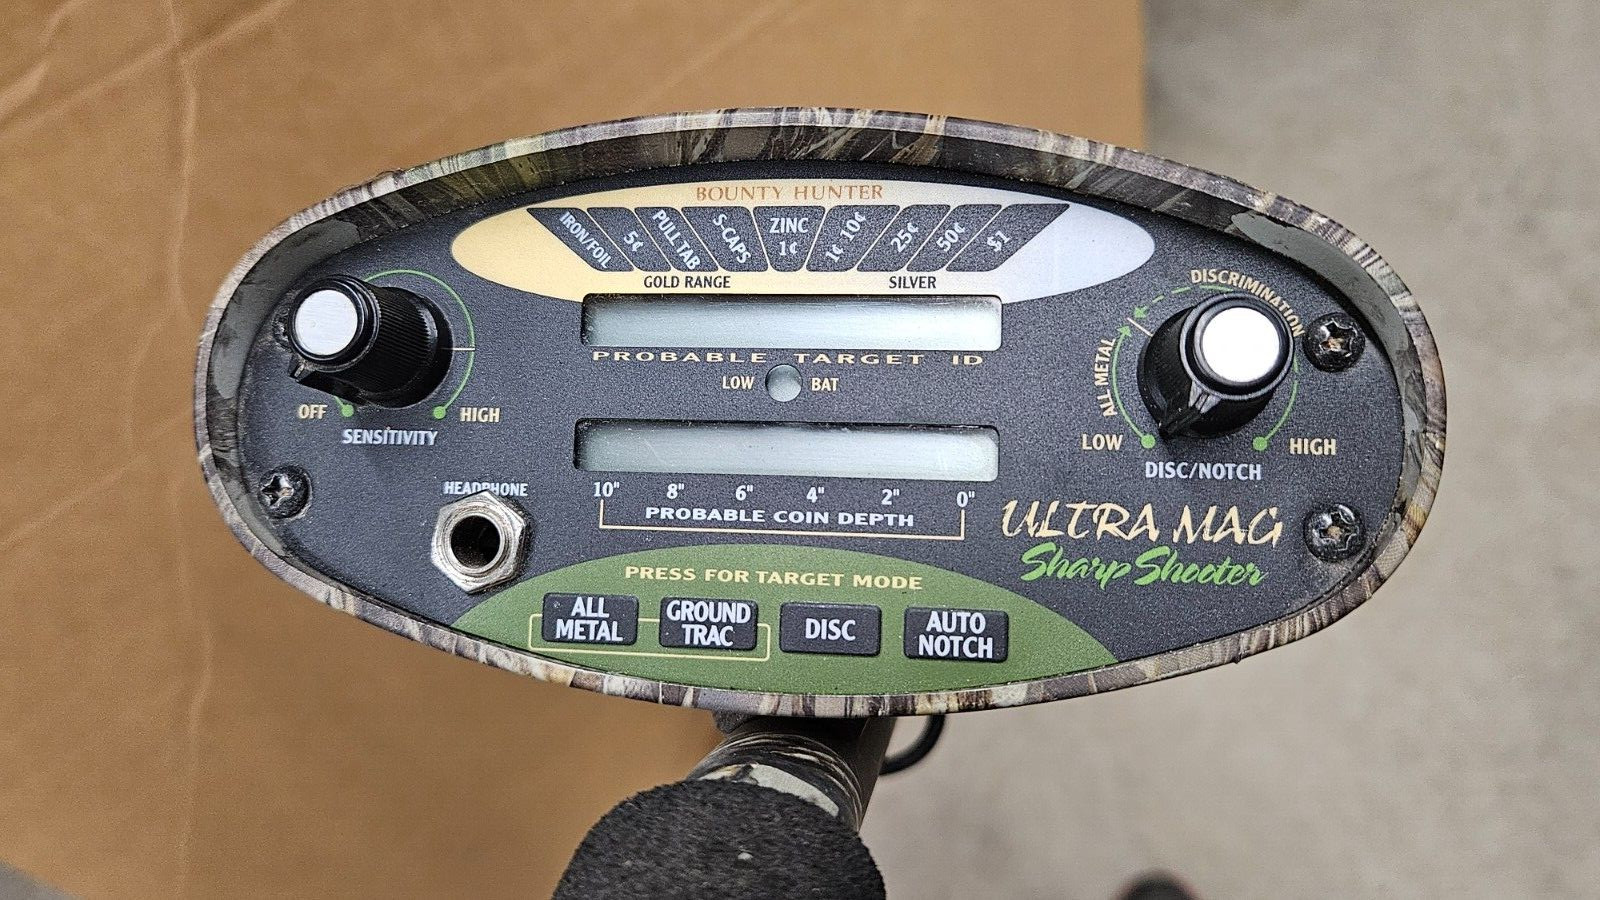 BOUNTY HUNTER
IRON/FOIL
5¢
PULL TAB
S-CAPS
ZINC
1¢
1¢ 10¢
25¢
50¢
$1
GOLD RANGE
SILVER
PROBABLE TARGET ID
LOW BAT
OFF
HIGH
SENSITIVITY
DISCRIMINATION
ALL METAL
LOW
HIGH
DISC/NOTCH
HEADPHONE
10" 8" 6" 4" 2" 0"
PROBABLE COIN DEPTH
ULTRA MAG
Sharp Shooter
PRESS FOR TARGET MODE
ALL
METAL
GROUND
TRAC
DISC
AUTO
NOTCH